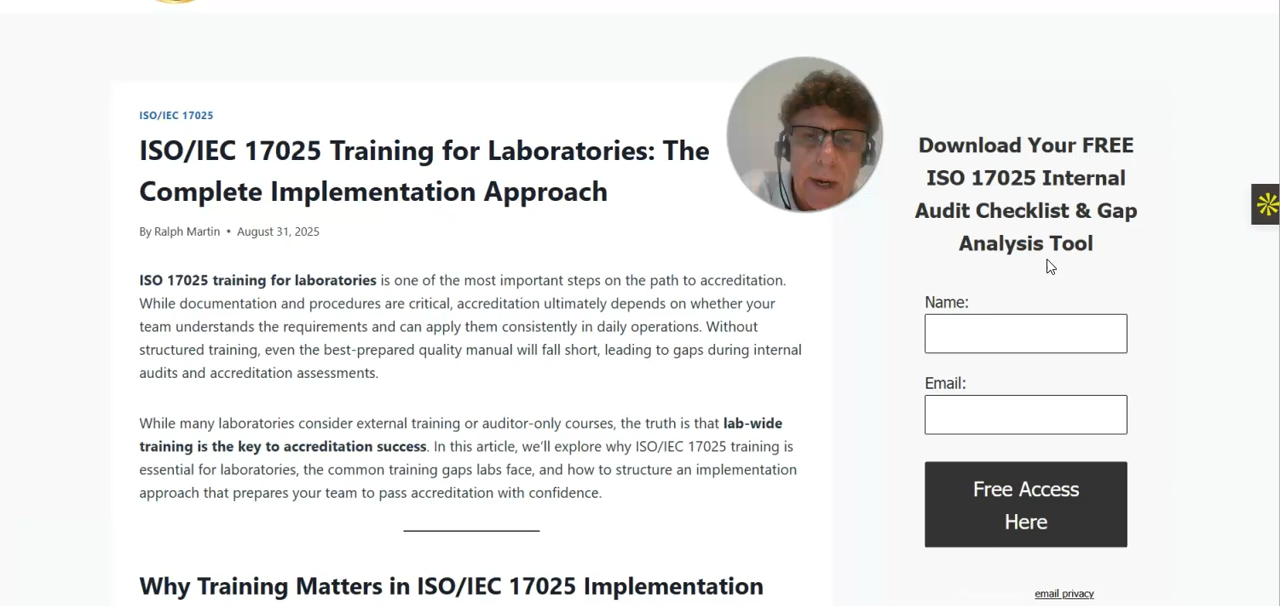 ISO/IEC 17025
ISO/IEC 17025 Training for Laboratories: The
Complete Implementation Approach
By Ralph Martin • August 31, 2025
ISO 17025 training for laboratories is one of the most important steps on the path to accreditation.
While documentation and procedures are critical, accreditation ultimately depends on whether your
team understands the requirements and can apply them consistently in daily operations. Without
structured training, even the best-prepared quality manual will fall short, leading to gaps during internal
audits and accreditation assessments.
While many laboratories consider external training or auditor-only courses, the truth is that lab-wide
training is the key to accreditation success. In this article, we’ll explore why ISO/IEC 17025 training is
essential for laboratories, the common training gaps labs face, and how to structure an implementation
approach that prepares your team to pass accreditation with confidence.
Why Training Matters in ISO/IEC 17025 Implementation
Download Your FREE
ISO 17025 Internal
Audit Checklist & Gap
Analysis Tool
Name:
Email:
Free Access
Here
email privacy